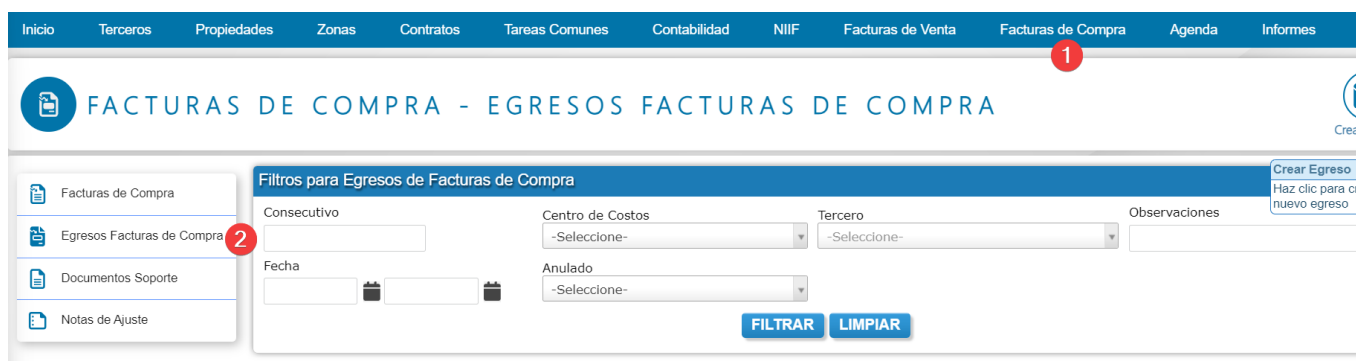 Inicio Terceros Propiedades Zonas Contratos Tareas Comunes Contabilidad NIIF Facturas de Venta Facturas de Compra Agenda Informes
1
FACTURAS DE COMPRA - EGRESOS FACTURAS DE COMPRA
Crea
Facturas de Compra
Egresos Facturas de Compra 2
Documentos Soporte
Notas de Ajuste
Filtros para Egresos de Facturas de Compra
Crear Egreso
Haz clic para c
nuevo egreso
Consecutivo Centro de Costos Tercero Observaciones
-Seleccione- -Seleccione-
Fecha Anulado
-Seleccione-
FILTRAR LIMPIAR